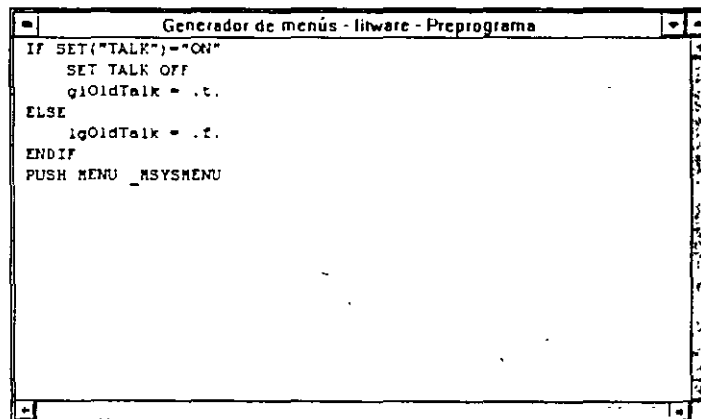 Generador de menús - litware - Preprograma
IF SET("TALK")="ON"
    SET TALK OFF
    glOldTalk = .t.
ELSE
    lgOldTalk = .f.
ENDIF
PUSH MENU _MSYSMENU